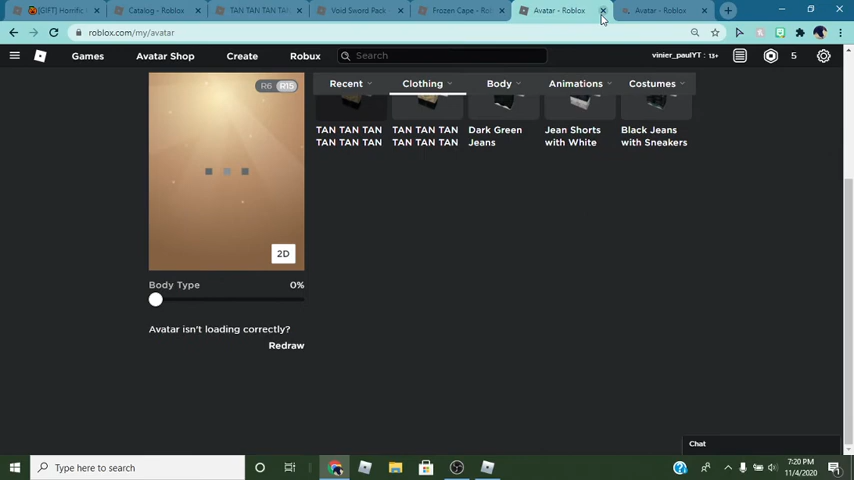 [GIFT] Horrific
Catalog - Roblox
TAN TAN TAN
Void Sword Pack -
Frozen Cape - Ro
Avatar - Roblox
Avatar - Roblox
roblox.com/my/avatar
Games
Avatar Shop
Create
Robux
Search
vinier_paulYT : 13+
5
R6
R15
Recent
Clothing
Body
Animations
Costumes
TAN TAN TAN
TAN TAN TAN
TAN TAN TAN
TAN TAN TAN
Dark Green
Jeans
Jean Shorts
with White
Black Jeans
with Sneakers
2D
Body Type
0%
Avatar isn't loading correctly?
Redraw
Chat
Type here to search
7:20 PM
11/4/2020